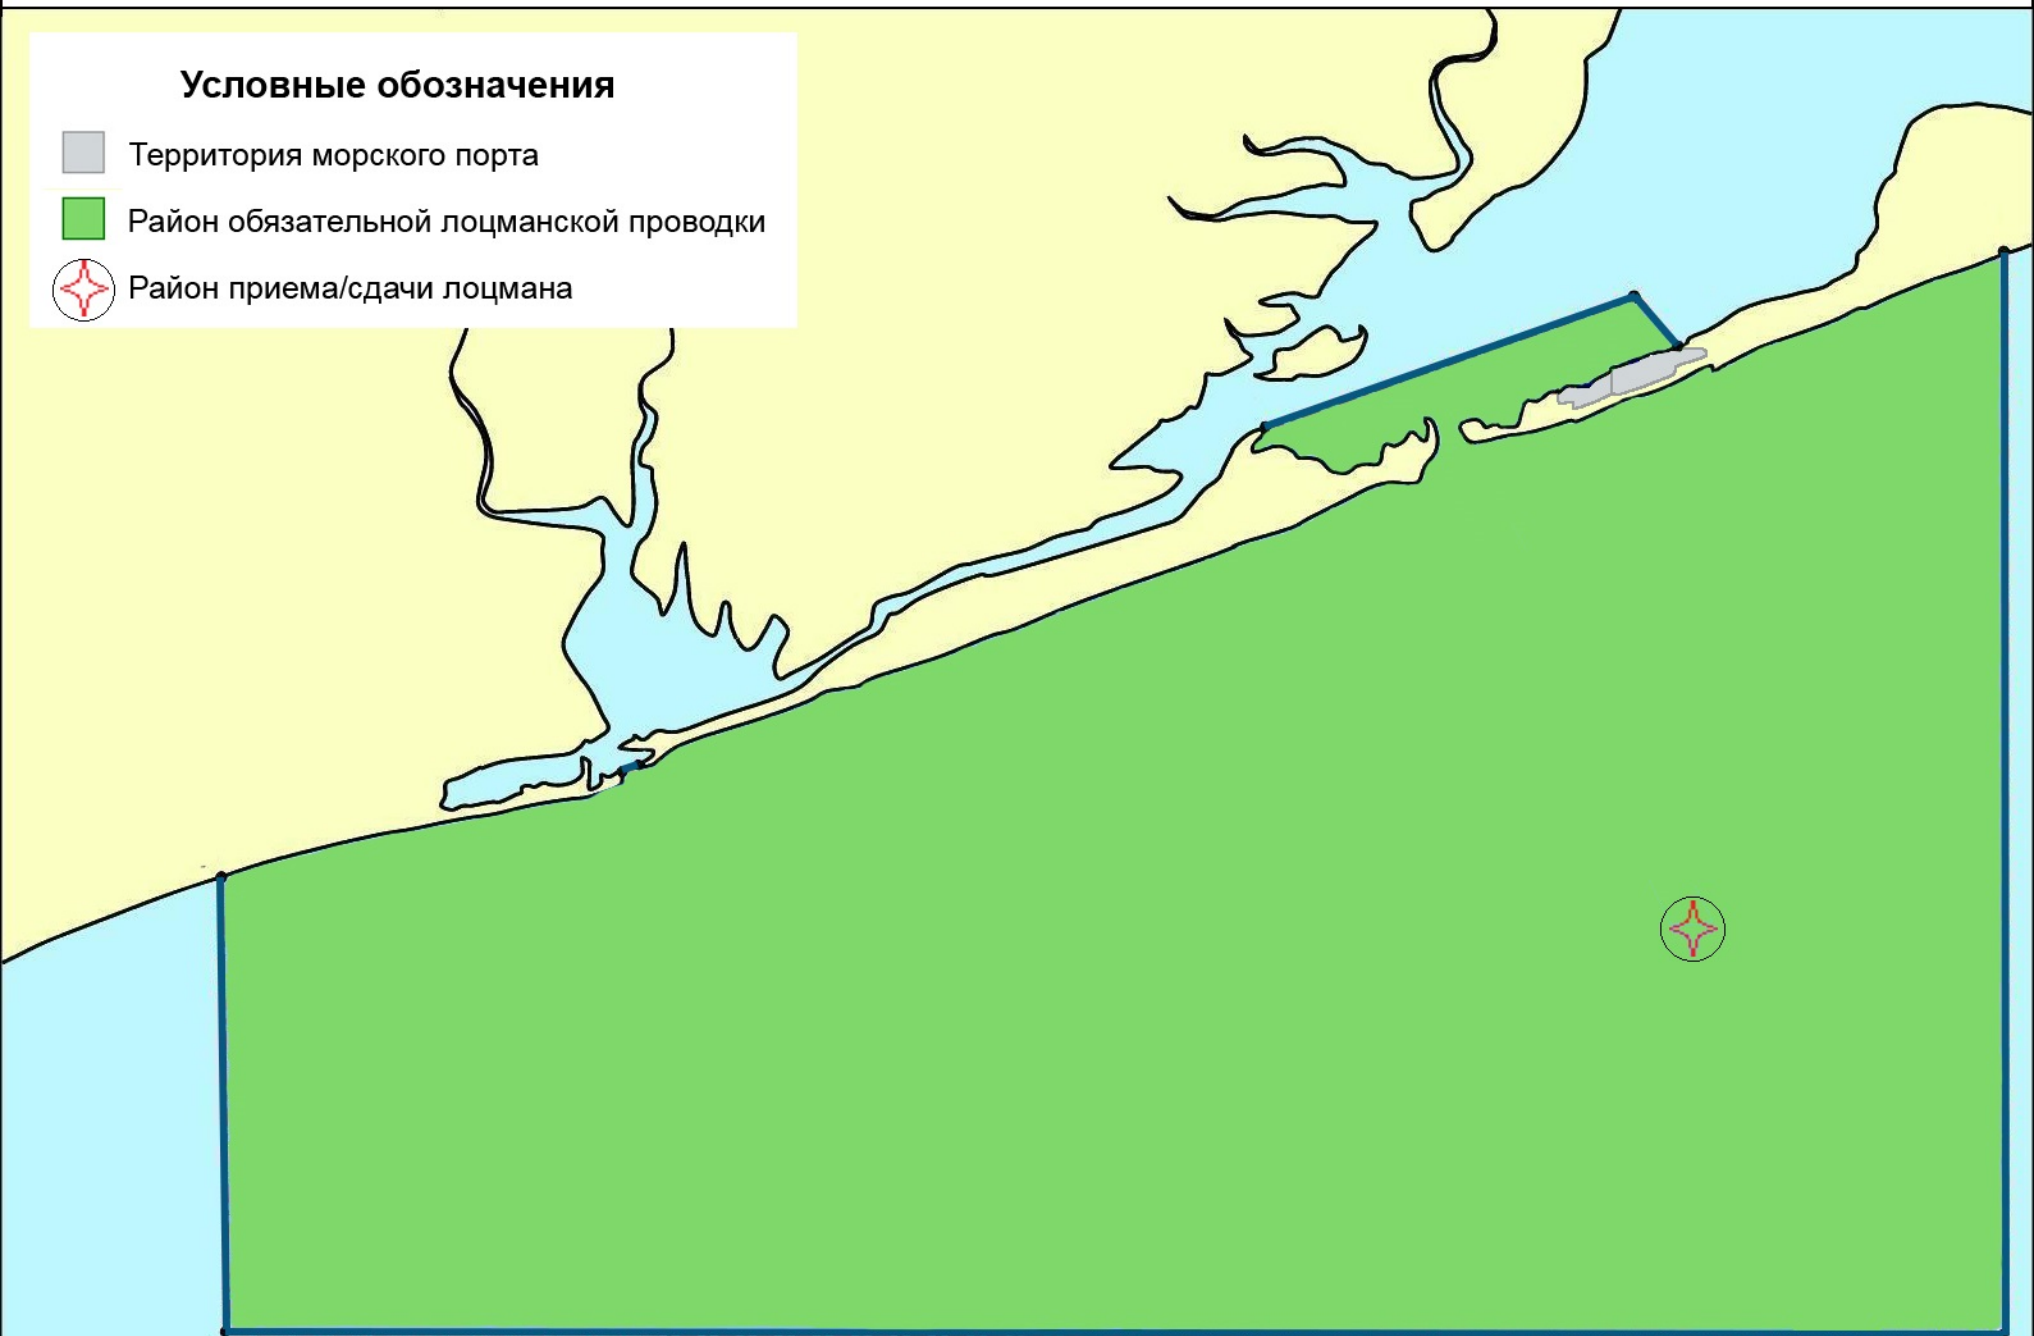 Условные обозначения
Территория морского порта
Район обязательной лоцманской проводки
Район приема/сдачи лоцмана